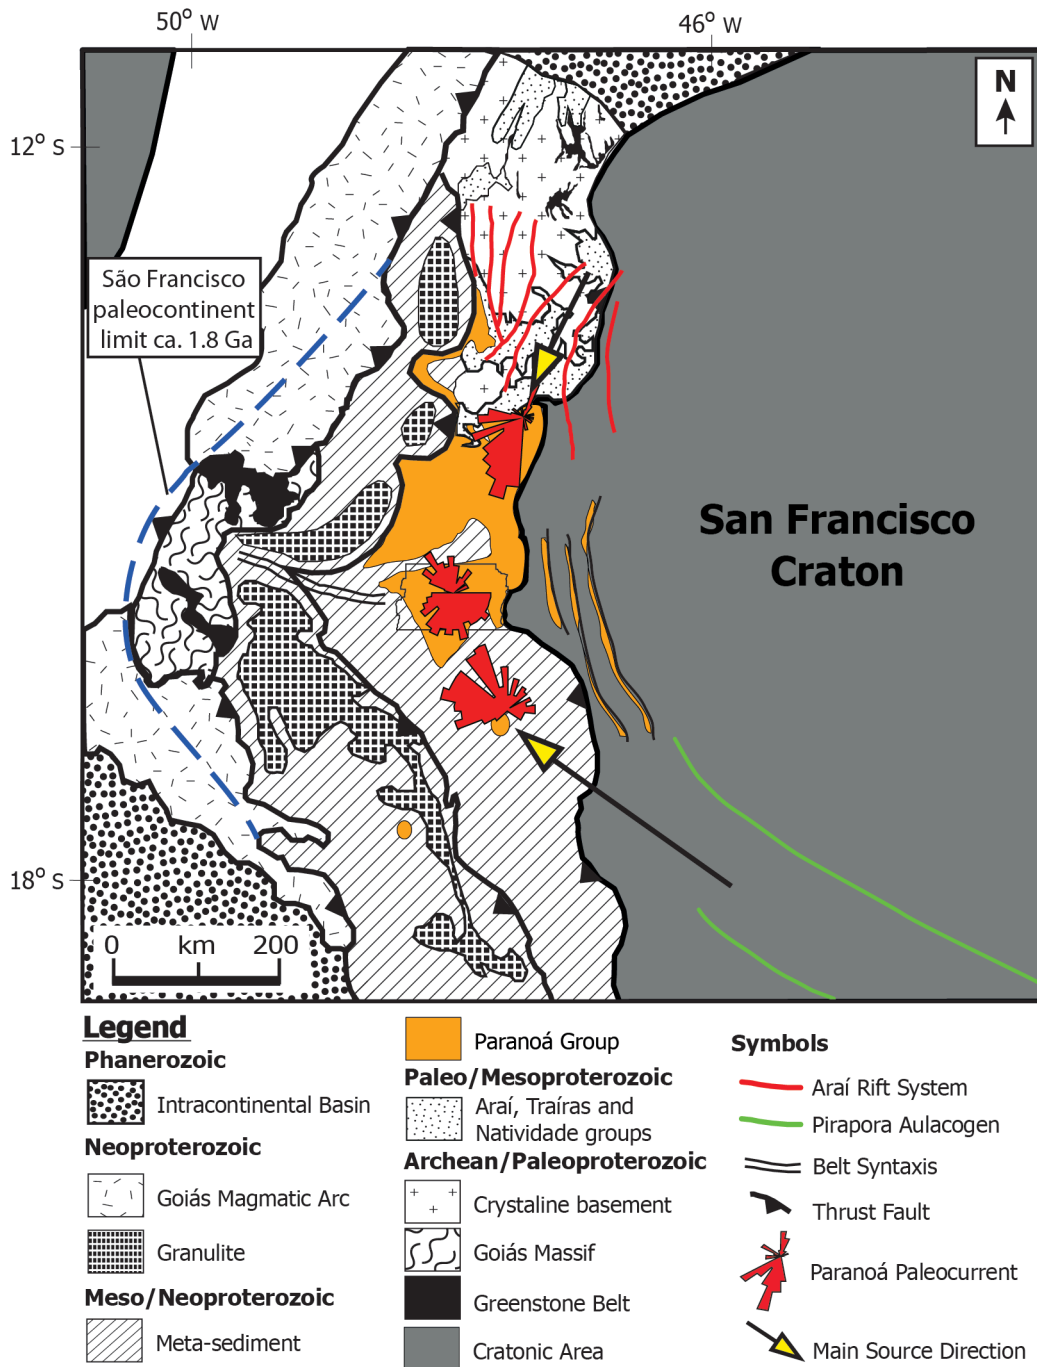 50° W
46° W
N
12° S
São Francisco
paleocontinent
limit ca. 1.8 Ga
San Francisco
Craton
18° S
0 km 200
Legend
Phanerozoic
Intracontinental Basin
Neoproterozoic
Goiás Magmatic Arc
Granulite
Meso/Neoproterozoic
Meta-sediment
Paranoá Group
Paleo/Mesoproterozoic
Araí, Traíras and
Natividade groups
Archean/Paleoproterozoic
Crystaline basement
Goiás Massif
Greenstone Belt
Cratonic Area
Symbols
Araí Rift System
Pirapora Aulacogen
Belt Syntaxis
Thrust Fault
Paranoá Paleocurrent
Main Source Direction